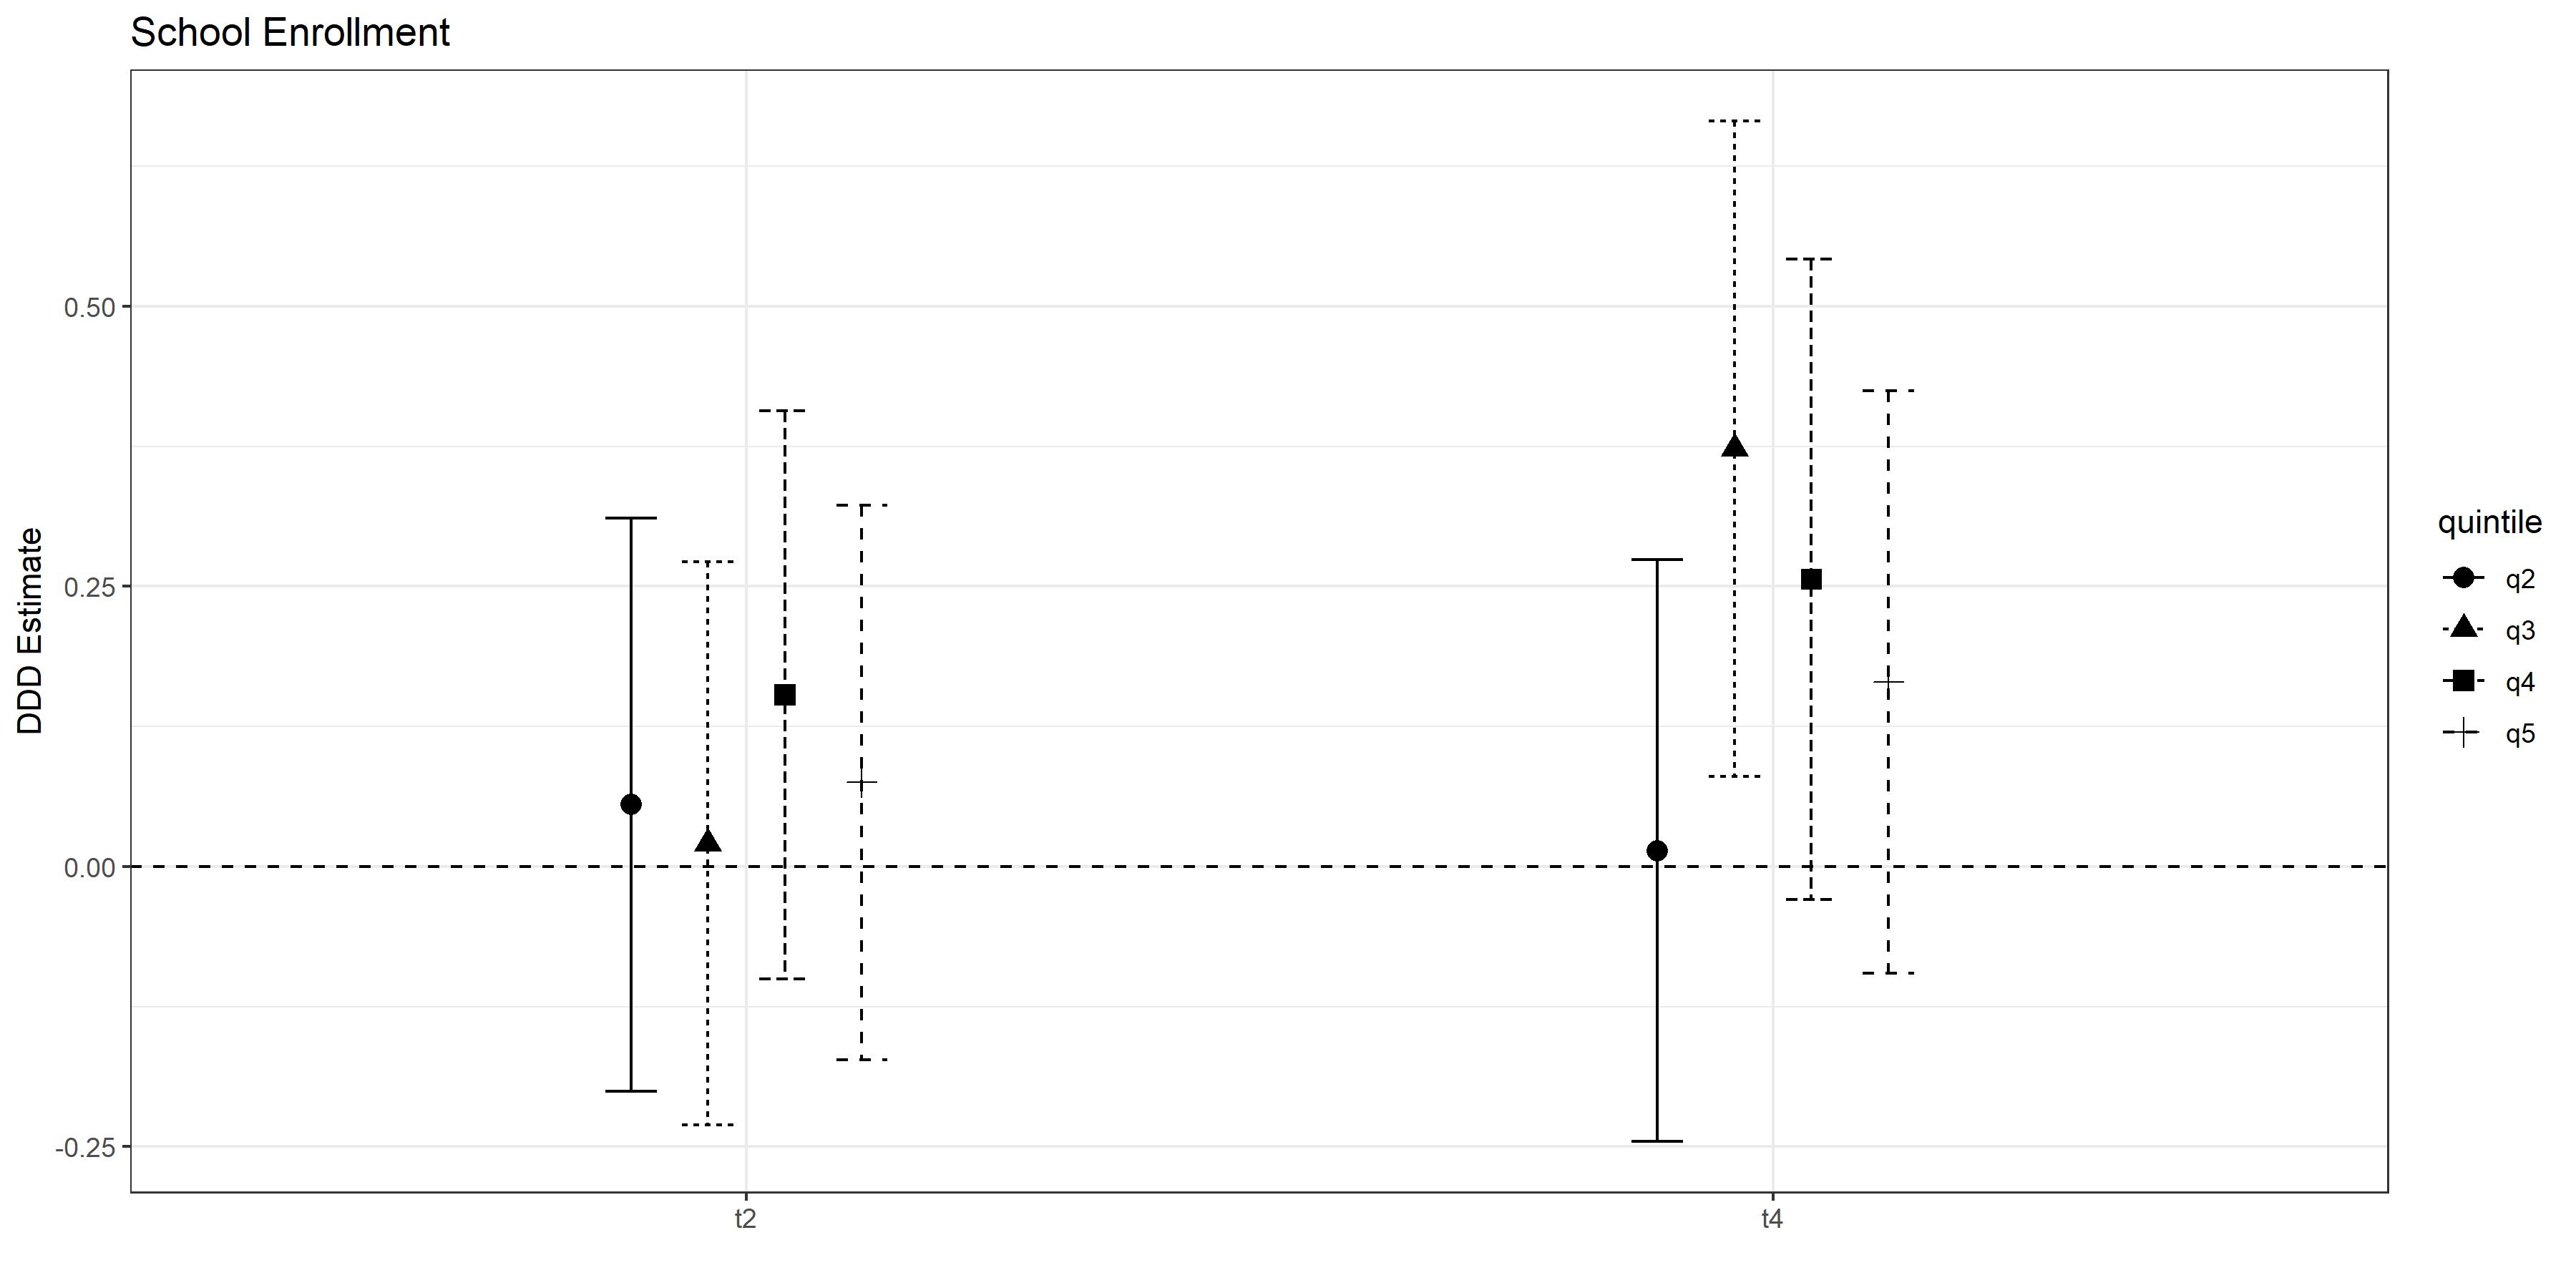 School Enrollment
DDD Estimate
0.50
0.25
0.00
-0.25
t2
t4
quintile
q2
q3
q4
q5